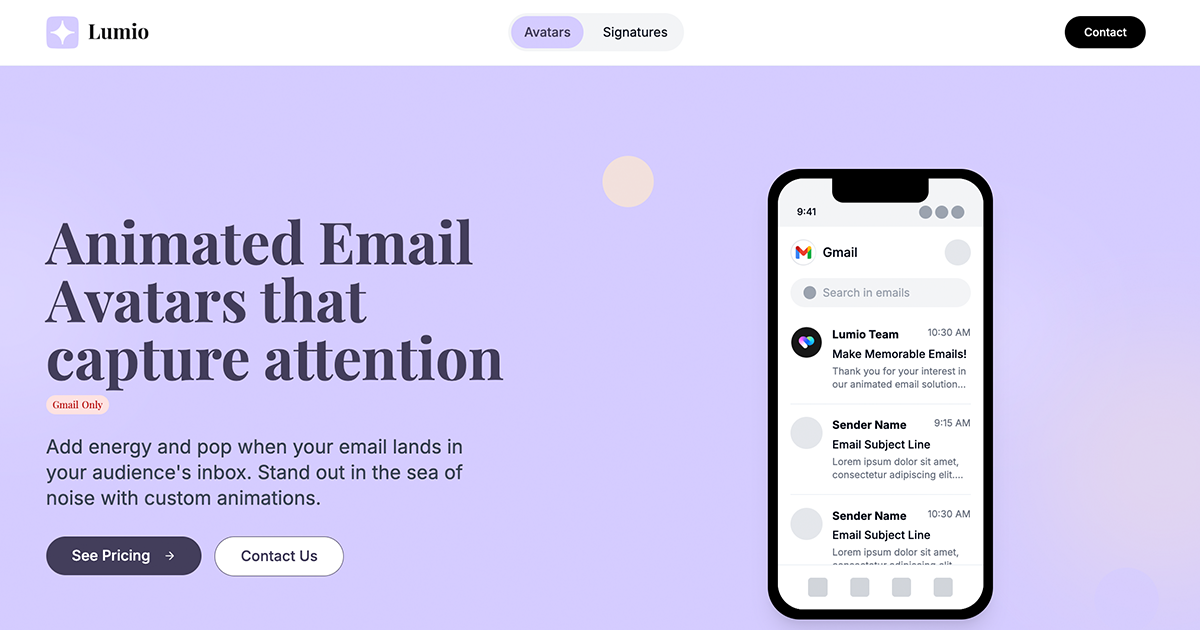 Lumio
Avatars
Signatures
Contact
Animated Email
Avatars that
capture attention
Gmail Only
Add energy and pop when your email lands in
your audience's inbox. Stand out in the sea of
noise with custom animations.
See Pricing →
Contact Us
9:41
Gmail
Search in emails
Lumio Team 10:30 AM
Make Memorable Emails!
Thank you for your interest in
our animated email solution...
Sender Name 9:15 AM
Email Subject Line
Lorem ipsum dolor sit amet,
consectetur adipiscing elit....
Sender Name 10:30 AM
Email Subject Line
Lorem ipsum dolor sit amet,